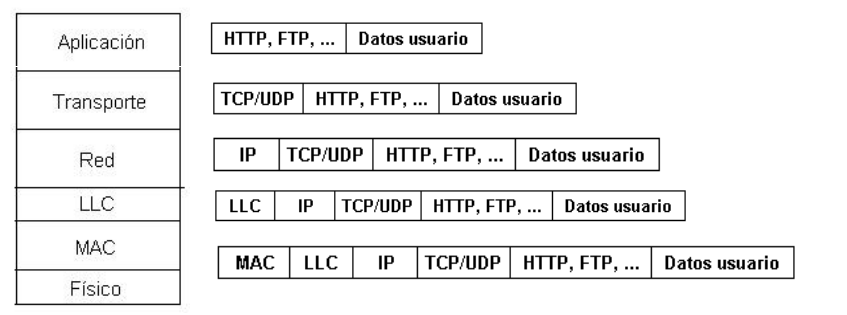 Aplicación HTTP, FTP, ... Datos usuario
Transporte TCP/UDP HTTP, FTP, ... Datos usuario
Red IP TCP/UDP HTTP, FTP, ... Datos usuario
LLC LLC IP TCP/UDP HTTP, FTP, ... Datos usuario
MAC MAC LLC IP TCP/UDP HTTP, FTP, ... Datos usuario
Físico